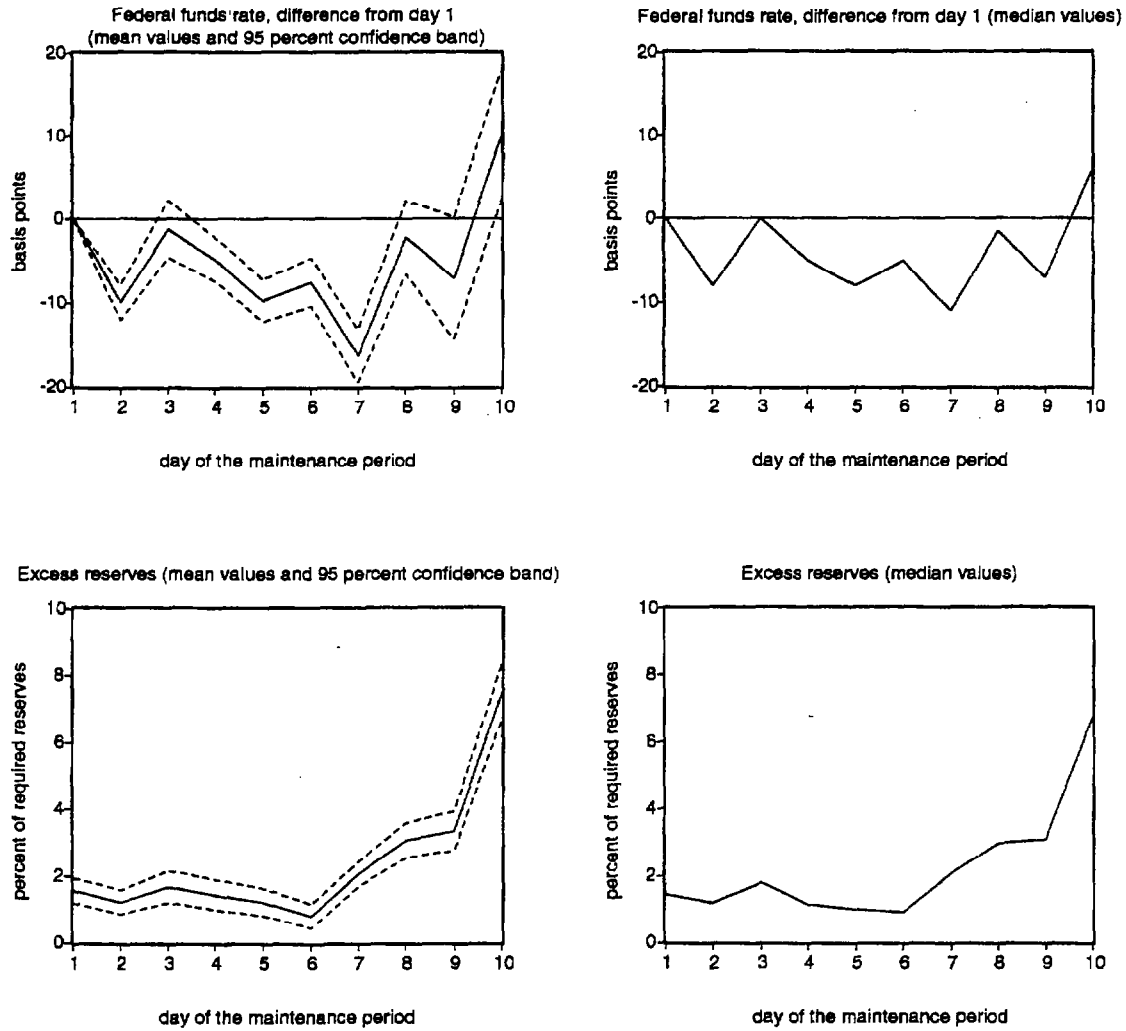 Federal funds rate, difference from day 1
(mean values and 95 percent confidence band)
20
10
0
-10
-20
basis points
1 2 3 4 5 6 7 8 9 10
day of the maintenance period
Federal funds rate, difference from day 1 (median values)
20
10
0
-10
-20
basis points
1 2 3 4 5 6 7 8 9 10
day of the maintenance period
Excess reserves (mean values and 95 percent confidence band)
10
8
6
4
2
0
percent of required reserves
1 2 3 4 5 6 7 8 9 10
day of the maintenance period
Excess reserves (median values)
10
8
6
4
2
0
percent of required reserves
1 2 3 4 5 6 7 8 9 10
day of the maintenance period